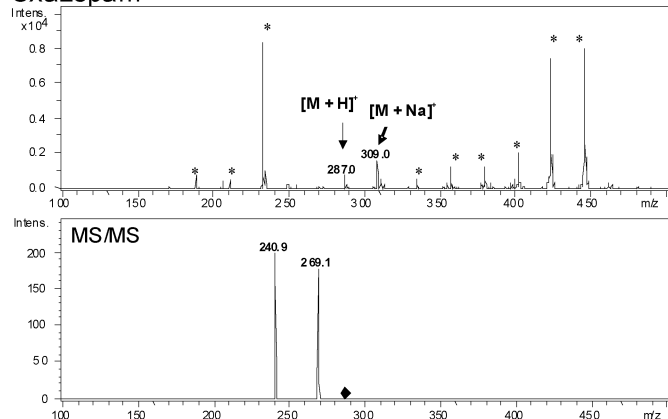 Intens.
x10⁴
0.8
0.6
0.4
0.2
0.0
* * * * * * * * *
[M + H]⁺ [M + Na]⁺
287.0 309.0
100 150 200 250 300 350 400 450 m/z
Intens.
MS/MS
200
150
100
50
0
240.9 269.1
100 150 200 250 300 350 400 450 m/z